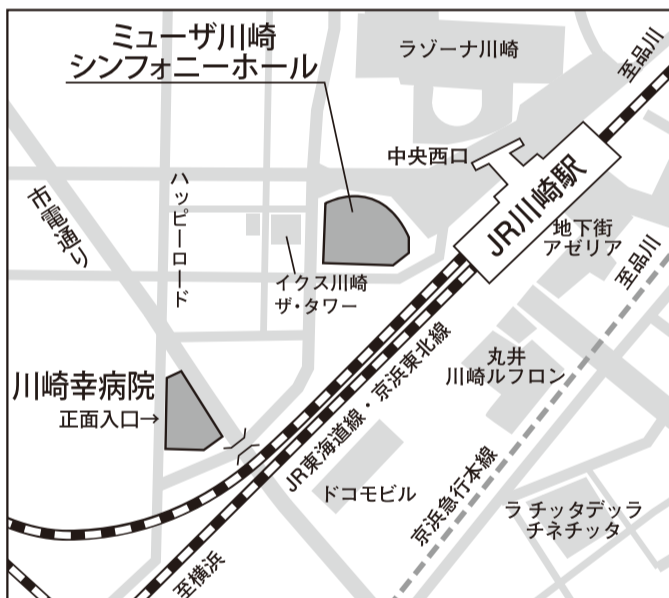 ミューザ川崎
シンフォニーホール
ラゾーナ川崎
至品川
中央西口
JR川崎駅
地下街
アゼリア
至品川
市電通り
ハッピーロード
イクス川崎
ザ・タワー
丸井
川崎ルフロン
川崎幸病院
正面入口→
JR東海道線・京浜東北線
ドコモビル
京浜急行本線
ラ チッタデッラ
チネチッタ
至横浜